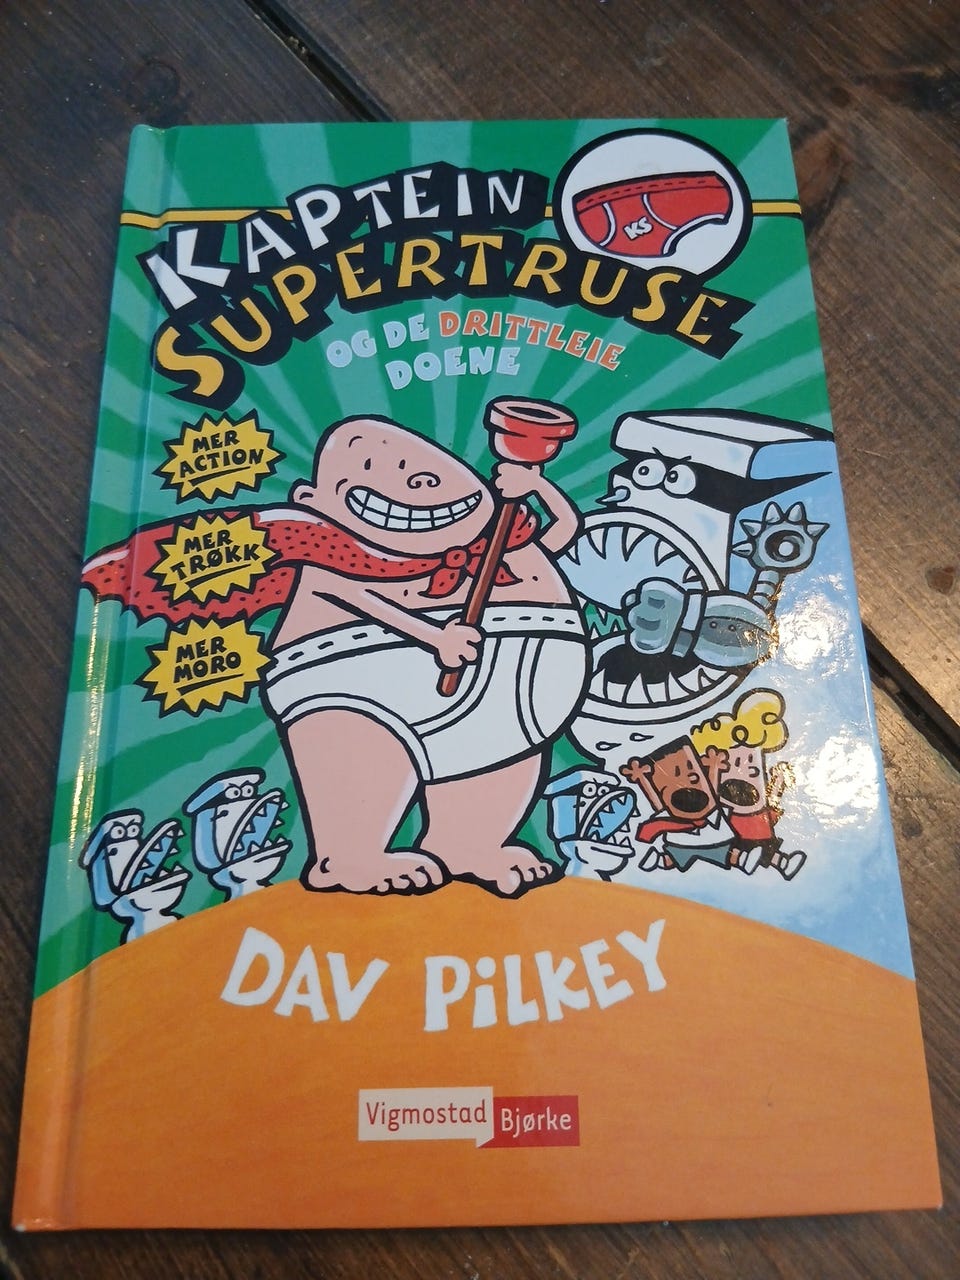 KAPTEIN
SUPERTRUSE
KS
OG DE DRITTLEIE
DOENE
MER
ACTION
MER
TRØKK
MER
MORO
DAV PiLKEY
Vigmostad
Bjørke